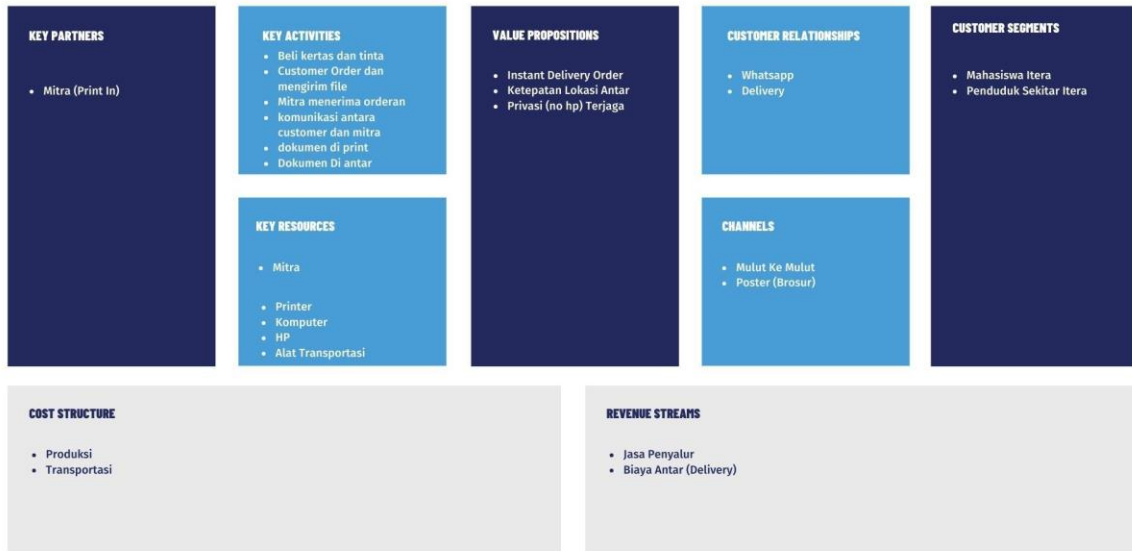 KEY PARTNERS
• Mitra (Print In)
KEY ACTIVITIES
• Beli kertas dan tinta
• Customer Order dan
mengirim file
• Mitra menerima orderan
• komunikasi antara
customer dan mitra
• dokumen di print
• Dokumen Di antar
KEY RESOURCES
• Mitra
• Printer
• Komputer
• HP
• Alat Transportasi
VALUE PROPOSITIONS
• Instant Delivery Order
• Ketepatan Lokasi Antar
• Privasi (no hp) Terjaga
CUSTOMER RELATIONSHIPS
• Whatsapp
• Delivery
CHANNELS
• Mulut Ke Mulut
• Poster (Brosur)
CUSTOMER SEGMENTS
• Mahasiswa Itera
• Penduduk Sekitar Itera
COST STRUCTURE
• Produksi
• Transportasi
REVENUE STREAMS
• Jasa Penyalur
• Biaya Antar (Delivery)